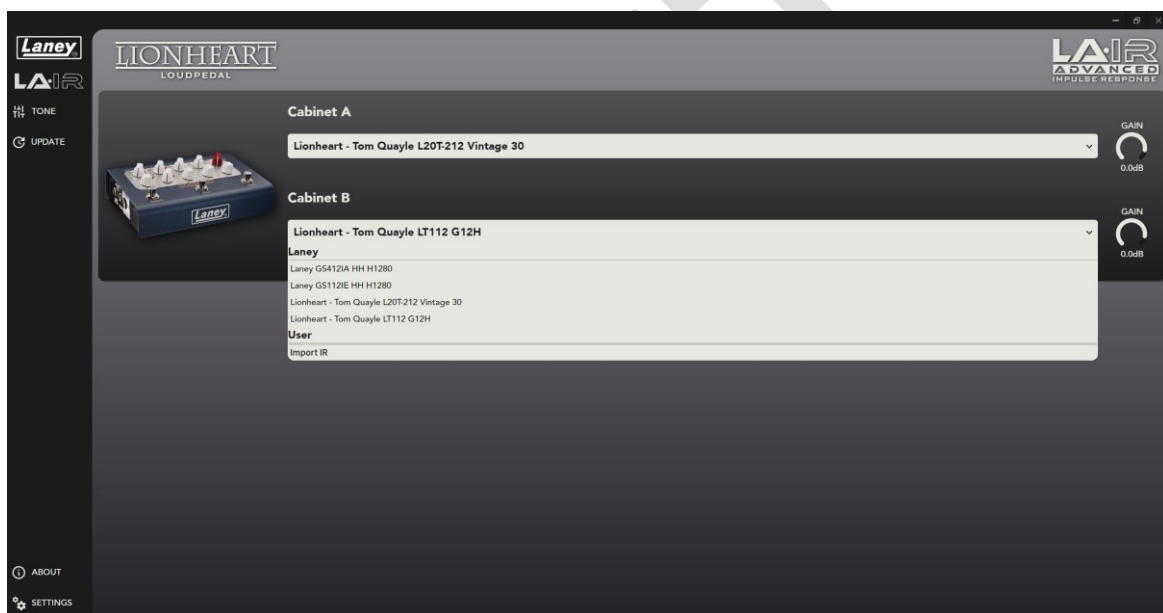 Laney
LA·IR
TONE
UPDATE
ABOUT
SETTINGS
LIONHEART
LOUDPEDAL
LA·IR
ADVANCED
IMPULSE RESPONSE
Cabinet A
Lionheart - Tom Quayle L20T-212 Vintage 30
GAIN
0.0dB
Laney
Cabinet B
Lionheart - Tom Quayle LT112 G12H
GAIN
0.0dB
Laney
Laney GS412IA HH H1280
Laney GS112IE HH H1280
Lionheart - Tom Quayle L20T-212 Vintage 30
Lionheart - Tom Quayle LT112 G12H
User
Import IR